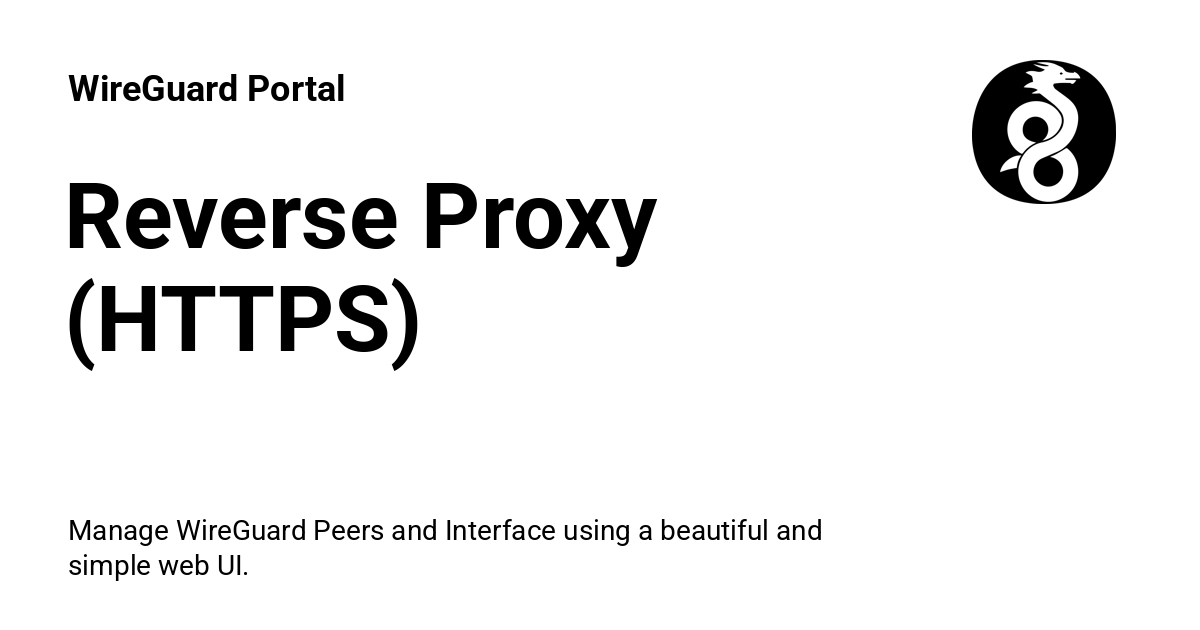 WireGuard Portal
Reverse Proxy
(HTTPS)
Manage WireGuard Peers and Interface using a beautiful and
simple web UI.